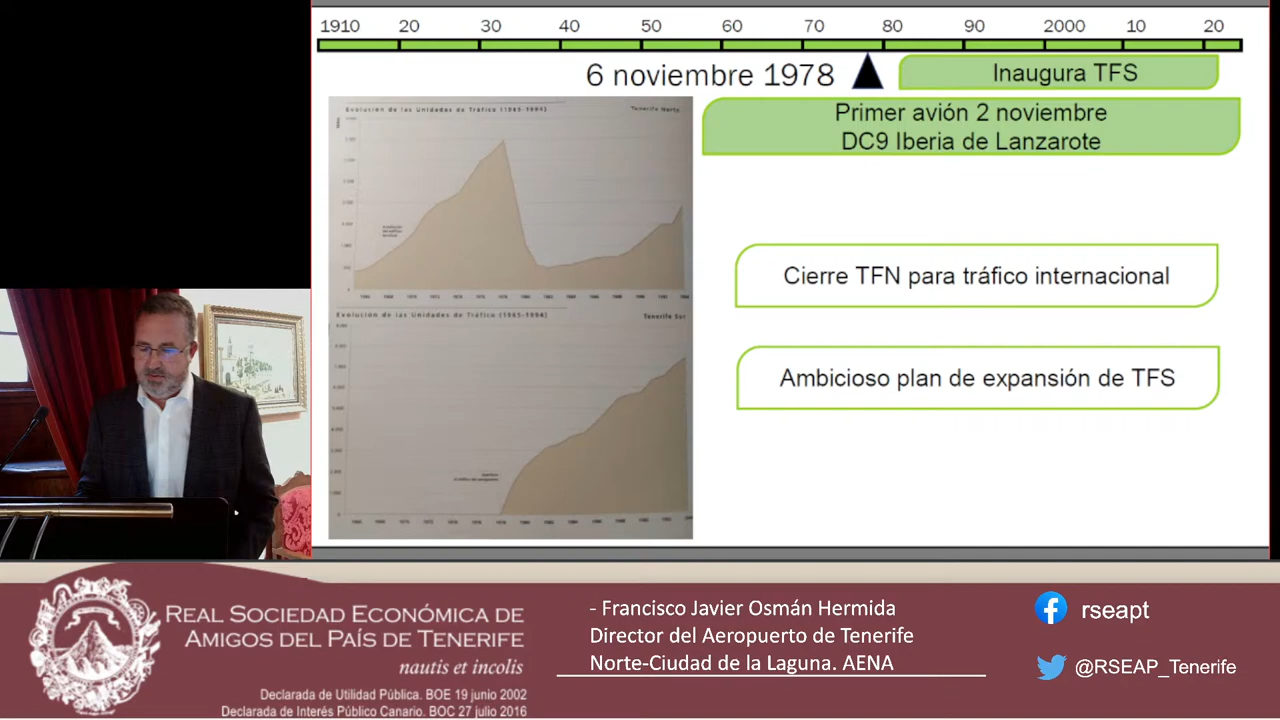 1910 20 30 40 50 60 70 80 90 2000 10 20
6 noviembre 1978
Inaugura TFS
Primer avión 2 noviembre
DC9 Iberia de Lanzarote
Evolución de las Unidades de Tráfico (1965-1994)
Tenerife Norte
Cierre TFN para tráfico internacional
Evolución de las Unidades de Tráfico (1965-1994)
Tenerife Sur
Ambicioso plan de expansión de TFS
REAL SOCIEDAD ECONÓMICA DE
AMIGOS DEL PAÍS DE TENERIFE
nautis et incolis
Declarada de Utilidad Pública. BOE 19 junio 2002
Declarada de Interés Público Canario. BOC 27 julio 2016
- Francisco Javier Osmán Hermida
Director del Aeropuerto de Tenerife
Norte-Ciudad de la Laguna. AENA
rseapt
@RSEAP_Tenerife